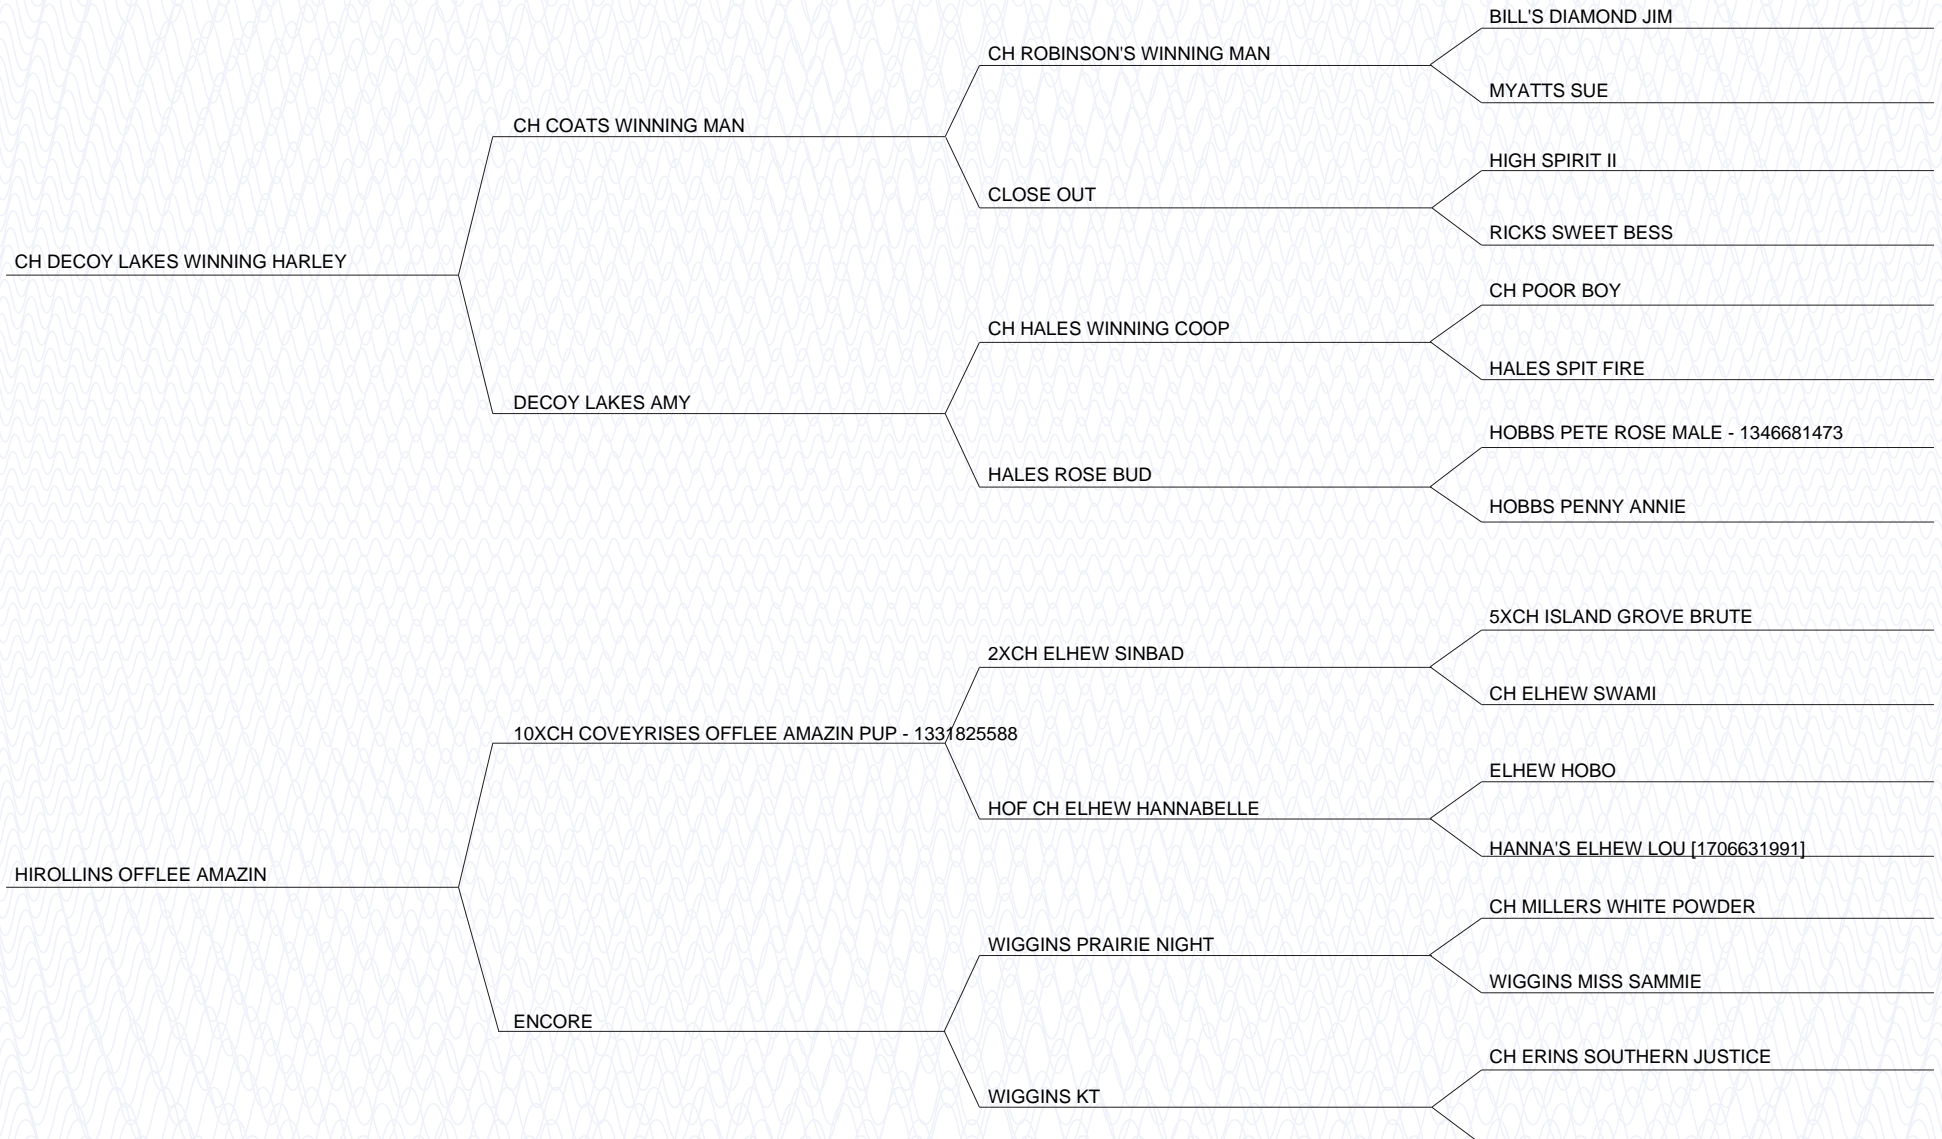 BILL'S DIAMOND JIM
CH ROBINSON'S WINNING MAN
MYATTS SUE
CH COATS WINNING MAN
HIGH SPIRIT II
CLOSE OUT
RICKS SWEET BESS
CH DECOY LAKES WINNING HARLEY
CH POOR BOY
CH HALES WINNING COOP
HALES SPIT FIRE
DECOY LAKES AMY
HOBBS PETE ROSE MALE - 1346681473
HALES ROSE BUD
HOBBS PENNY ANNIE
5XCH ISLAND GROVE BRUTE
2XCH ELHEW SINBAD
CH ELHEW SWAMI
10XCH COVEYRISES OFFLEE AMAZIN PUP - 1331825588
ELHEW HOBO
HOF CH ELHEW HANNABELLE
HANNA'S ELHEW LOU [1706631991]
HIROLLINS OFFLEE AMAZIN
CH MILLERS WHITE POWDER
WIGGINS PRAIRIE NIGHT
WIGGINS MISS SAMMIE
ENCORE
CH ERINS SOUTHERN JUSTICE
WIGGINS KT